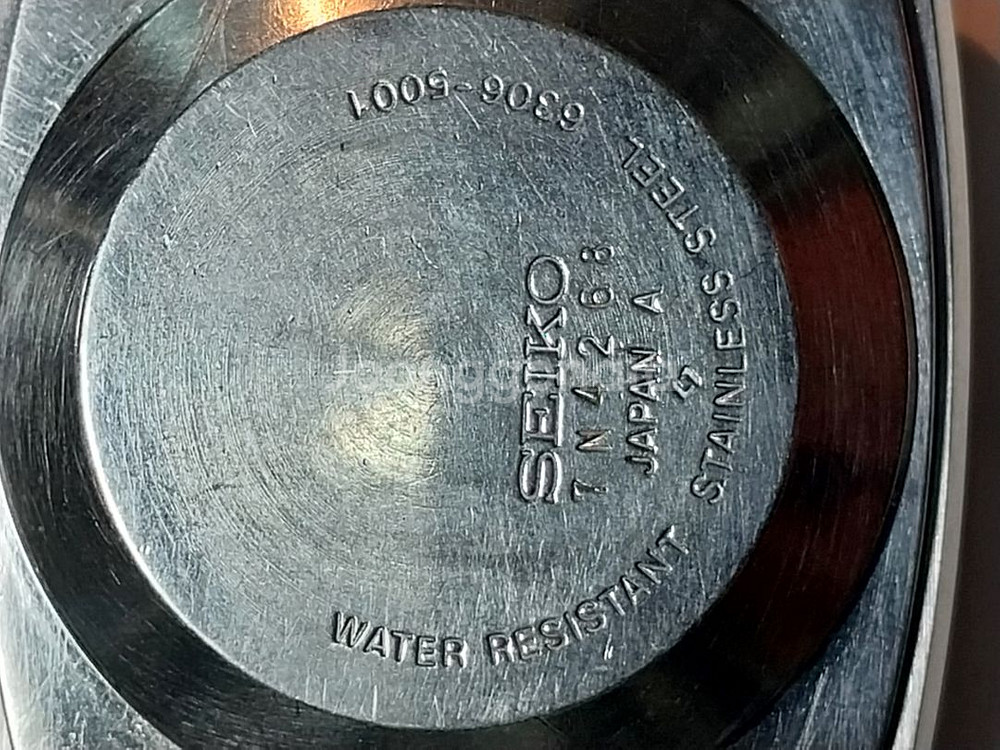 WATER RESISTANT STAINLESS STEEL 6306-5001
SEIKO
7N4268
JAPAN A